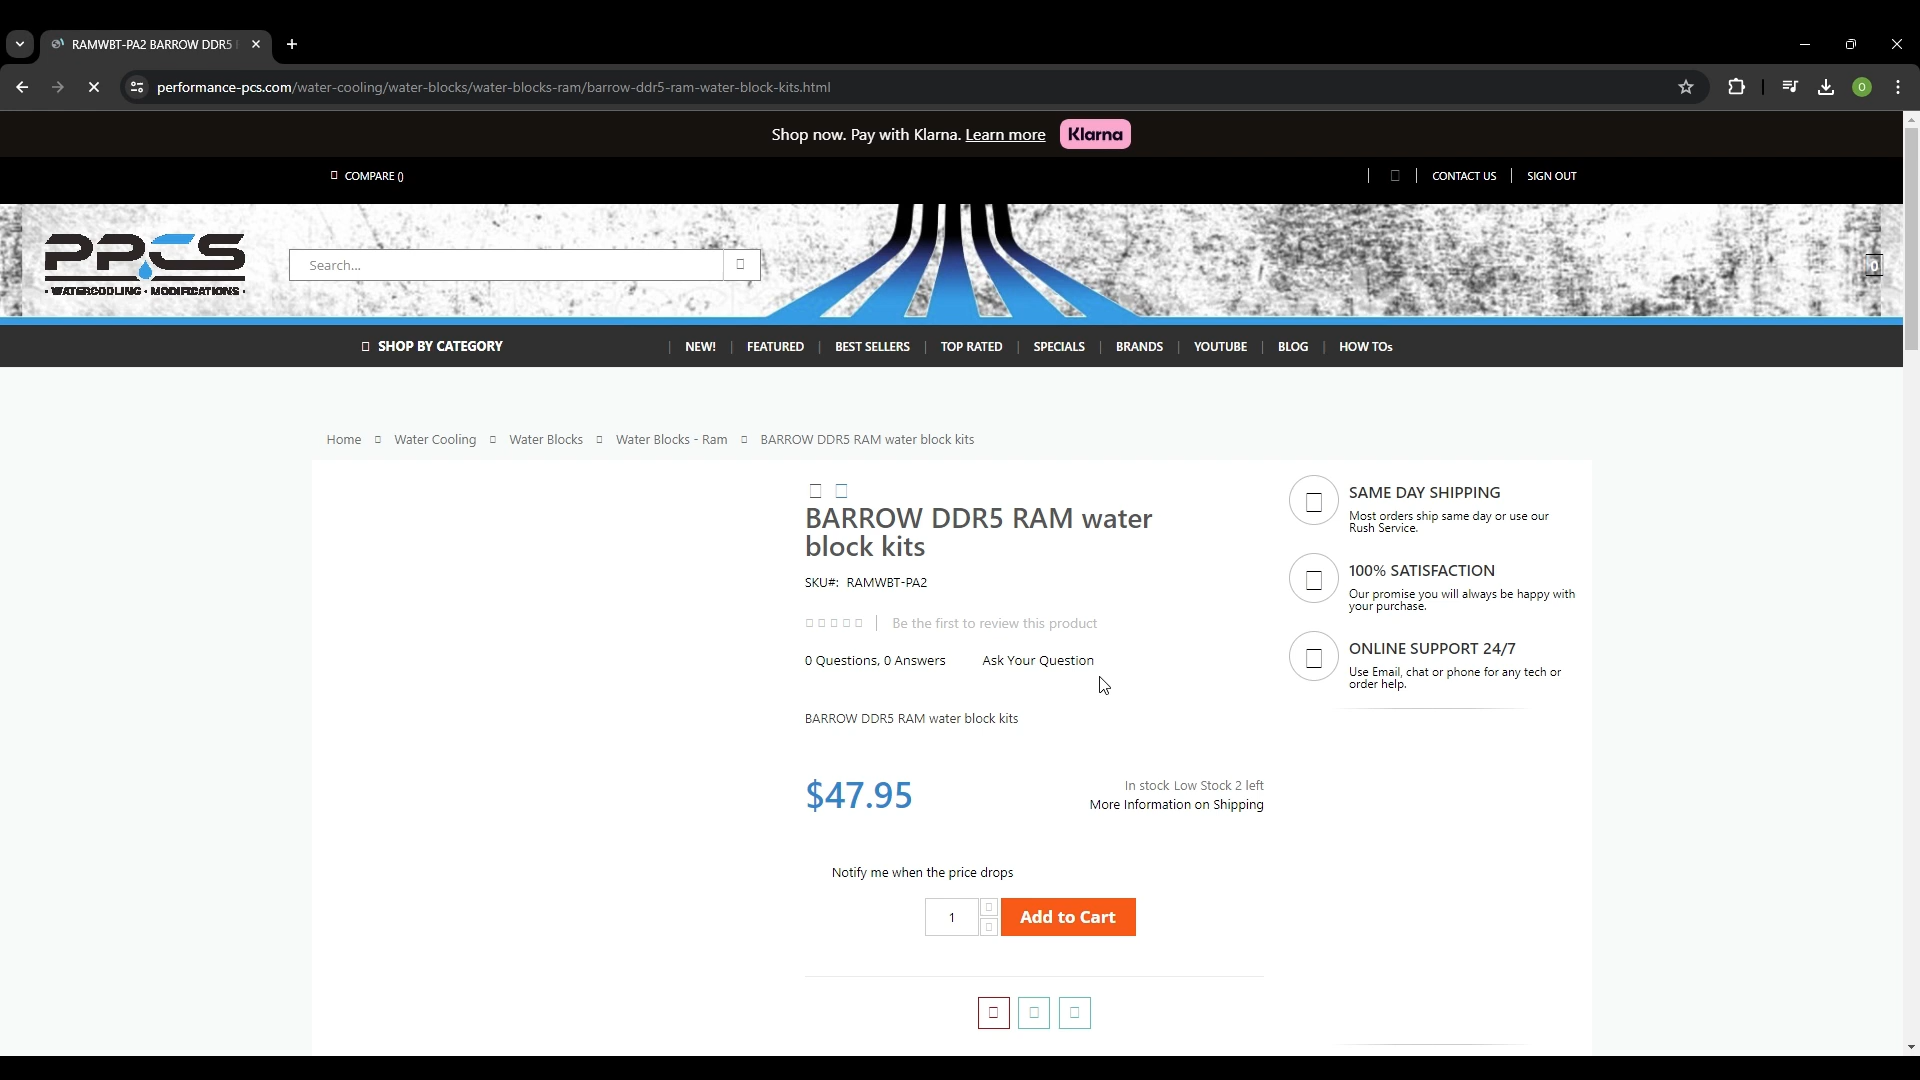 RAMWBT-PA2 BARROW DDR5
performance-pcs.com/water-cooling/water-blocks/water-blocks-ram/barrow-ddr5-ram-water-block-kits.html
O
Shop now. Pay with Klarna. Learn more Klarna
COMPARE ()
CONTACT US
SIGN OUT
PPCS
· WATERCOOLING · MODIFICATIONS ·
Search...
0
SHOP BY CATEGORY
NEW!
FEATURED
BEST SELLERS
TOP RATED
SPECIALS
BRANDS
YOUTUBE
BLOG
HOW TOs
Home Water Cooling Water Blocks Water Blocks - Ram BARROW DDR5 RAM water block kits
BARROW DDR5 RAM water
block kits
SKU#: RAMWBT-PA2
Be the first to review this product
0 Questions, 0 Answers Ask Your Question
BARROW DDR5 RAM water block kits
$47.95
In stock Low Stock 2 left
More Information on Shipping
Notify me when the price drops
1
Add to Cart
SAME DAY SHIPPING
Most orders ship same day or use our
Rush Service.
100% SATISFACTION
Our promise you will always be happy with
your purchase.
ONLINE SUPPORT 24/7
Use Email, chat or phone for any tech or
order help.